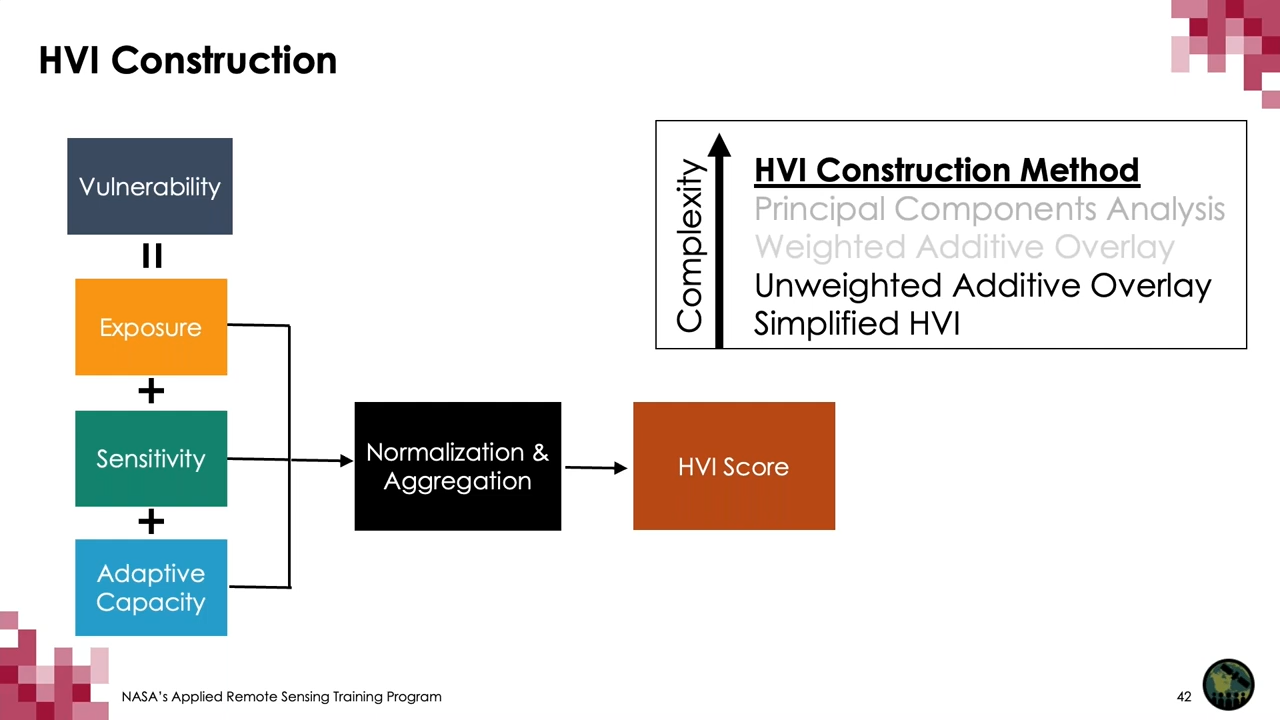 HVI Construction
Vulnerability
=
Exposure
+
Sensitivity
+
Adaptive
Capacity
Normalization &
Aggregation
HVI Score
Complexity
HVI Construction Method
Principal Components Analysis
Weighted Additive Overlay
Unweighted Additive Overlay
Simplified HVI
NASA's Applied Remote Sensing Training Program
42